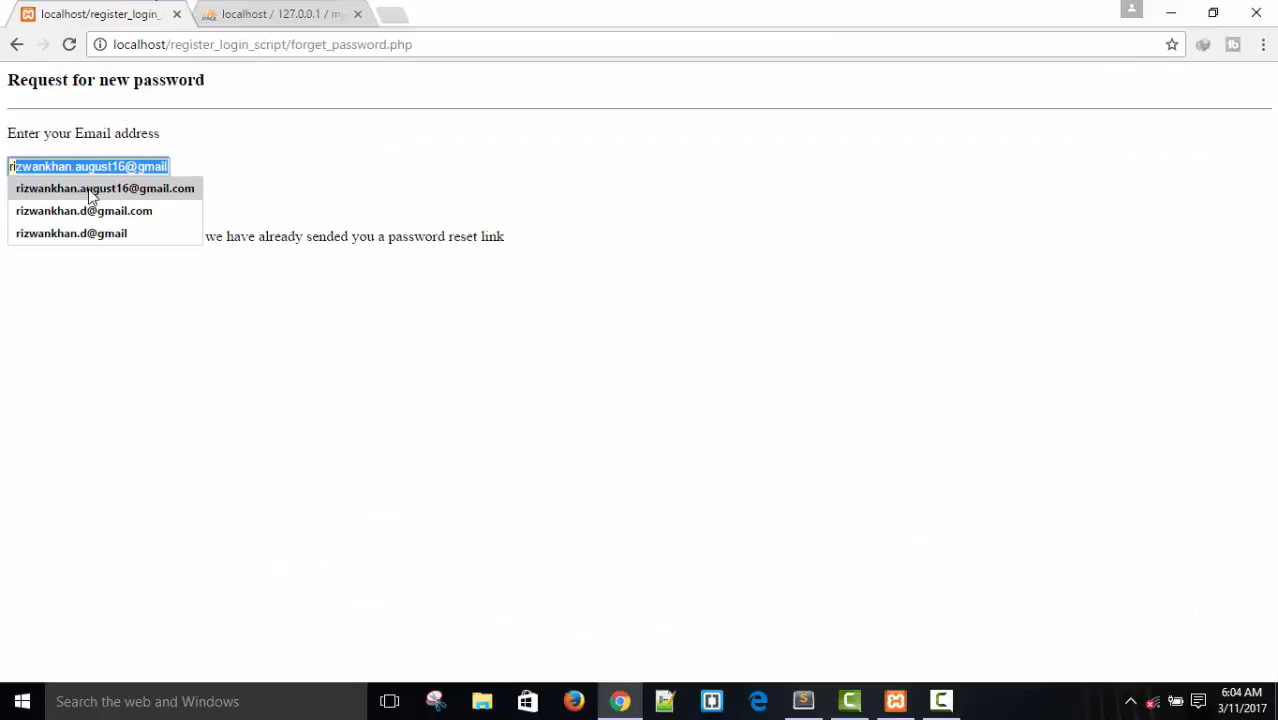 localhost/register_login_
localhost / 127.0.0.1 / m
localhost/register_login_script/forget_password.php
Request for new password
Enter your Email address
rizwankhan.august16@gmail
rizwankhan.august16@gmail.com
rizwankhan.d@gmail.com
rizwankhan.d@gmail
we have already sended you a password reset link
Search the web and Windows
6:04 AM
3/11/2017